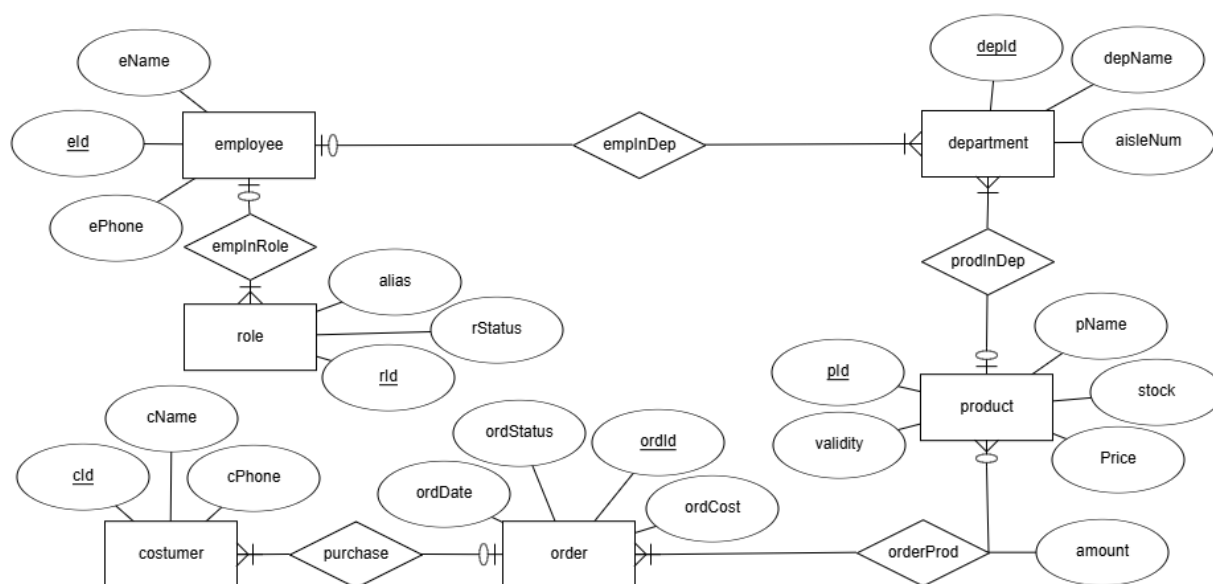 depId
eName
depName
eId
employee
empInDep
department
aisleNum
ePhone
empInRole
prodInDep
alias
role
rStatus
pName
rId
pId
stock
product
cName
ordStatus
ordId
validity
Price
cId
cPhone
ordDate
ordCost
costumer
purchase
order
orderProd
amount